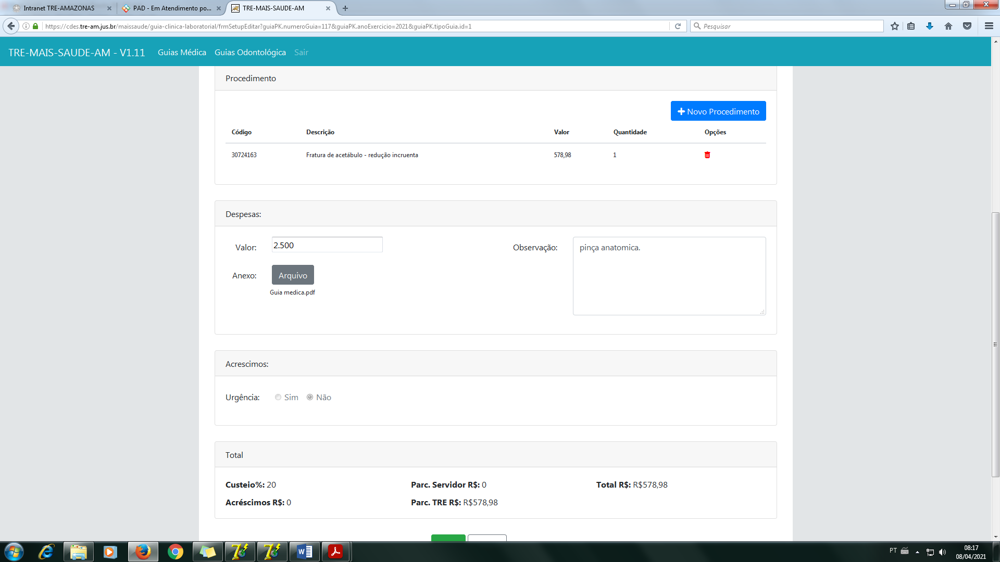 Intranet TRE-AMAZONAS
PAD - Em Atendimento po...
TRE-MAIS-SAUDE-AM
https://cdes.tre-am.jus.br/maissaude/guia-clinica-laboratorial/frmSetupEditar?guiaPK.numeroGuia=117&guiaPK.anoExercicio=2021&guiaPK.tipoGuia.id=1
Pesquisar
TRE-MAIS-SAUDE-AM - V1.11 Guias Médica Guias Odontológica Sair
Procedimento
Novo Procedimento
Código Descrição Valor Quantidade Opções
30724163 Fratura de acetábulo - redução incruenta 578,98 1
Despesas:
Valor: 2.500 Observação: pinça anatomica.
Anexo: Arquivo
Guia medica.pdf
Acrescimos:
Urgência: Sim Não
Total
Custeio%: 20 Parc. Servidor R$: 0 Total R$: R$578,98
Acréscimos R$: 0 Parc. TRE R$: R$578,98
PT
08:17
08/04/2021